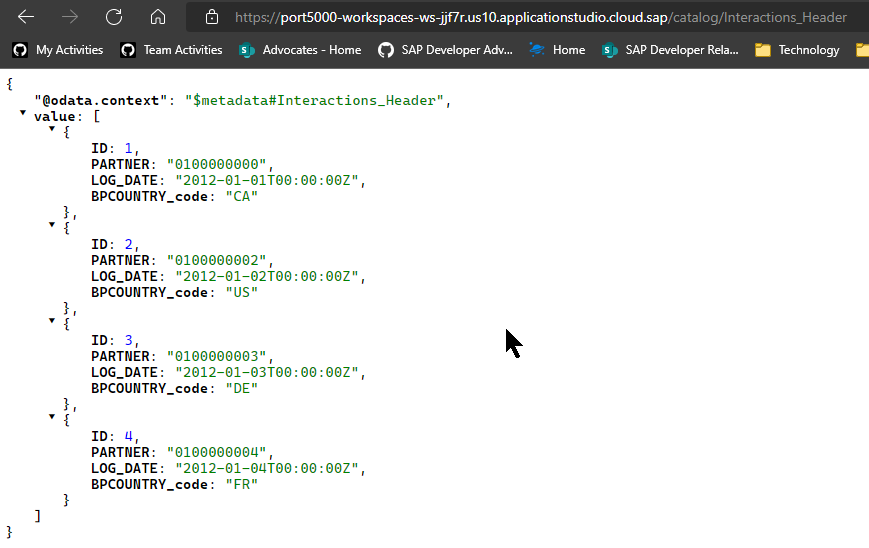 https://port5000-workspaces-ws-jjf7r.us10.applicationstudio.cloud.sap/catalog/Interactions_Header
My Activities Team Activities Advocates - Home SAP Developer Adv... Home SAP Developer Rela... Technology
{
"@odata.context": "$metadata#Interactions_Header",
value: [
{
ID: 1,
PARTNER: "0100000000",
LOG_DATE: "2012-01-01T00:00:00Z",
BPCOUNTRY_code: "CA"
},
{
ID: 2,
PARTNER: "0100000002",
LOG_DATE: "2012-01-02T00:00:00Z",
BPCOUNTRY_code: "US"
},
{
ID: 3,
PARTNER: "0100000003",
LOG_DATE: "2012-01-03T00:00:00Z",
BPCOUNTRY_code: "DE"
},
{
ID: 4,
PARTNER: "0100000004",
LOG_DATE: "2012-01-04T00:00:00Z",
BPCOUNTRY_code: "FR"
}
]
}